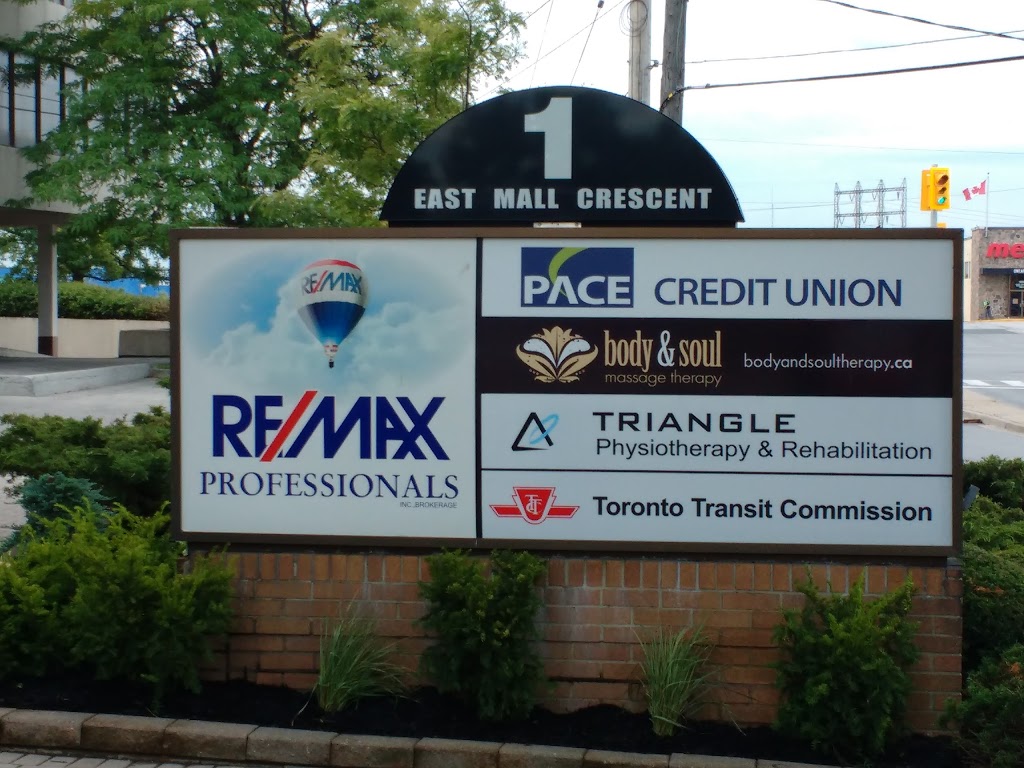 1
EAST MALL CRESCENT
RE/MAX
RE/MAX
PROFESSIONALS
INC., BROKERAGE
PACE CREDIT UNION
body & soul
massage therapy
bodyandsoultherapy.ca
TRIANGLE
Physiotherapy & Rehabilitation
TTC
Toronto Transit Commission
me